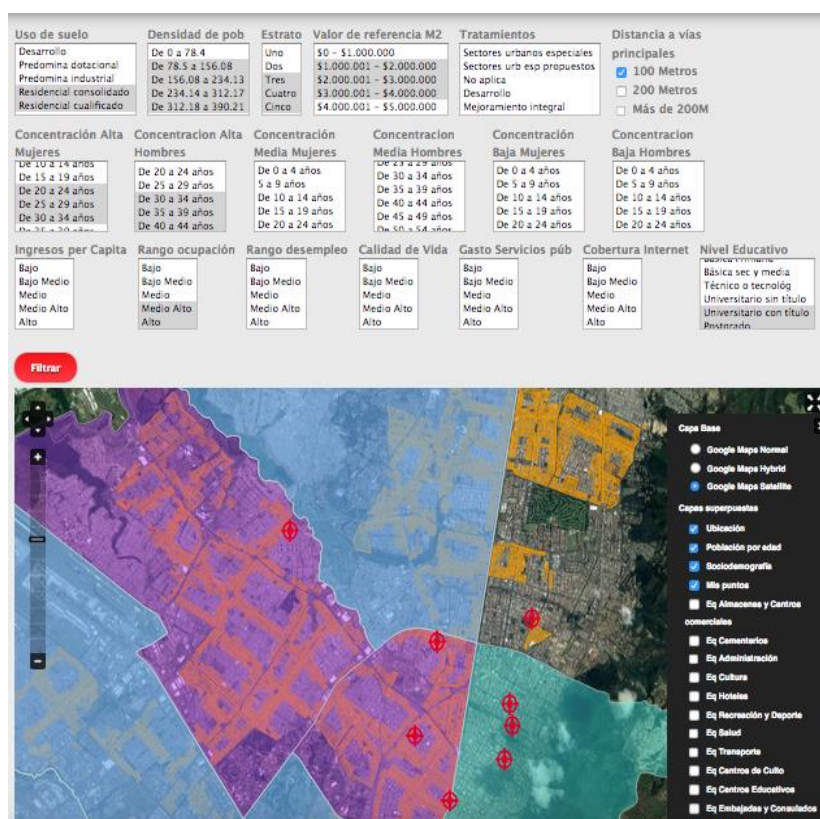 Uso de suelo
Desarrollo
Predomina dotacional
Predomina industrial
Residencial consolidado
Residencial cualificado
Densidad de pob
De 0 a 78.4
De 78.5 a 156.08
De 156.08 a 234.13
De 234.14 a 312.17
De 312.18 a 390.21
Estrato
Uno
Dos
Tres
Cuatro
Cinco
Valor de referencia M2
$0 - $1.000.000
$1.000.001 - $2.000.000
$2.000.001 - $3.000.000
$3.000.001 - $4.000.000
$4.000.001 - $5.000.000
Tratamientos
Sectores urbanos especiales
Sectores urb esp propuestos
No aplica
Desarrollo
Mejoramiento integral
Distancia a vías
principales
100 Metros
200 Metros
Más de 200M
Concentración Alta
Mujeres
De 10 a 14 años
De 15 a 19 años
De 20 a 24 años
De 25 a 29 años
De 30 a 34 años
De 35 a 39 años
Concentracion Alta
Hombres
De 20 a 24 años
De 25 a 29 años
De 30 a 34 años
De 35 a 39 años
De 40 a 44 años
Concentración
Media Mujeres
De 0 a 4 años
5 a 9 años
De 10 a 14 años
De 15 a 19 años
De 20 a 24 años
Concentracion
Media Hombres
De 25 a 29 años
De 30 a 34 años
De 35 a 39 años
De 40 a 44 años
De 45 a 49 años
De 50 a 54 años
Concentración
Baja Mujeres
De 0 a 4 años
De 5 a 9 años
De 10 a 14 años
De 15 a 19 años
De 20 a 24 años
Concentracion
Baja Hombres
De 0 a 4 años
De 5 a 9 años
De 10 a 14 años
De 15 a 19 años
De 20 a 24 años
Ingresos per Capita
Bajo
Bajo Medio
Medio
Medio Alto
Alto
Rango ocupación
Bajo
Bajo Medio
Medio
Medio Alto
Alto
Rango desempleo
Bajo
Bajo Medio
Medio
Medio Alto
Alto
Calidad de Vida
Bajo
Bajo Medio
Medio
Medio Alto
Alto
Gasto Servicios púb
Bajo
Bajo Medio
Medio
Medio Alto
Alto
Cobertura Internet
Bajo
Bajo Medio
Medio
Medio Alto
Alto
Nivel Educativo
Básica Primaria
Básica sec y media
Técnico o tecnológ
Universitario sin título
Universitario con título
Postgrado
Filtrar
Capa Base
Google Maps Normal
Google Maps Hybrid
Google Maps Satellite
Capas superpuestas
Ubicación
Población por edad
Sociodemografía
Mis puntos
Eq Almacenes y Centros
comerciales
Eq Cementerios
Eq Administración
Eq Cultura
Eq Hoteles
Eq Recreación y Deporte
Eq Salud
Eq Transporte
Eq Centros de Culto
Eq Centros Educativos
Eq Embajadas y Consulados